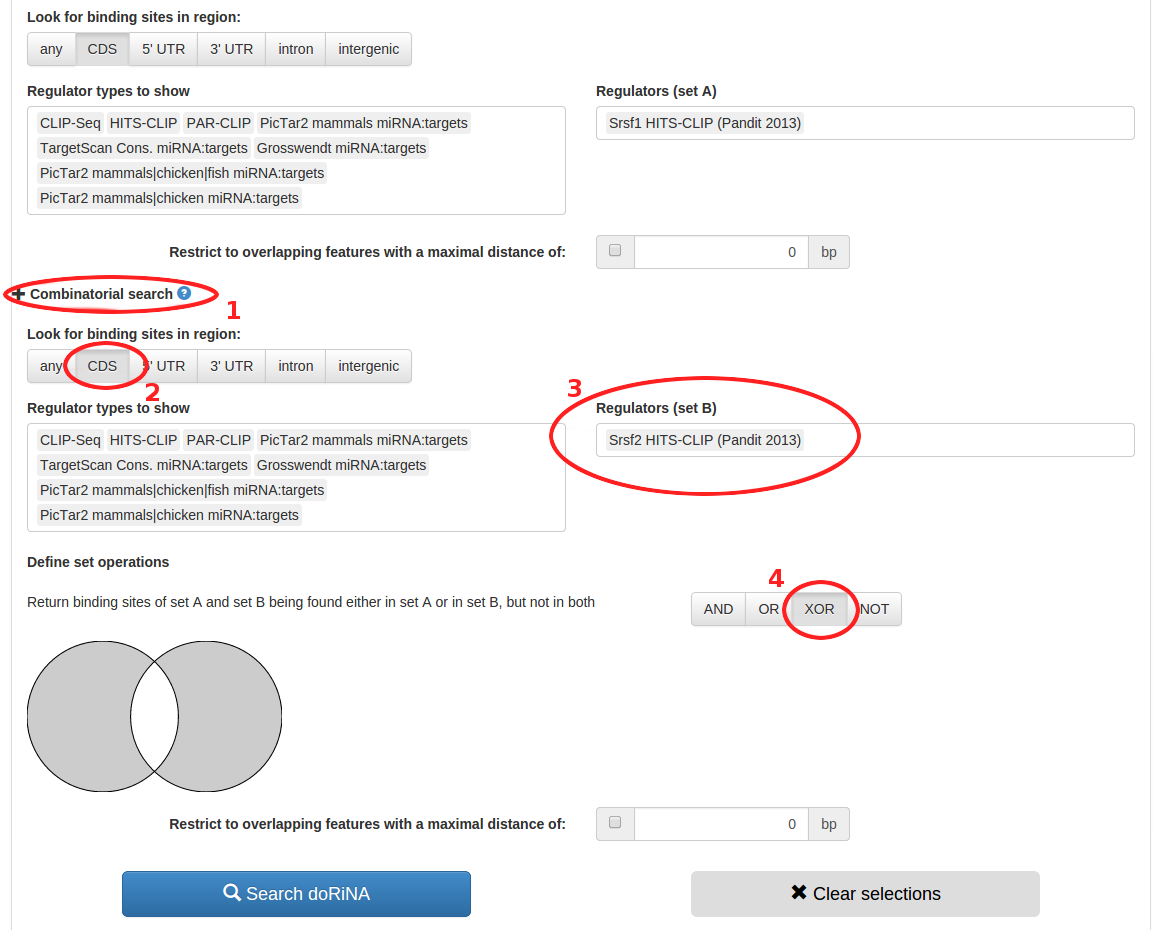 Look for binding sites in region:
any CDS 5' UTR 3' UTR intron intergenic
Regulator types to show
CLIP-Seq HITS-CLIP PAR-CLIP PicTar2 mammals miRNA:targets
TargetScan Cons. miRNA:targets Grosswendt miRNA:targets
PicTar2 mammals|chicken|fish miRNA:targets
PicTar2 mammals|chicken miRNA:targets
Regulators (set A)
Srsf1 HITS-CLIP (Pandit 2013)
Restrict to overlapping features with a maximal distance of: 0 bp
Combinatorial search ?
1
Look for binding sites in region:
any CDS 5' UTR 3' UTR intron intergenic
2
Regulator types to show
CLIP-Seq HITS-CLIP PAR-CLIP PicTar2 mammals miRNA:targets
TargetScan Cons. miRNA:targets Grosswendt miRNA:targets
PicTar2 mammals|chicken|fish miRNA:targets
PicTar2 mammals|chicken miRNA:targets
3
Regulators (set B)
Srsf2 HITS-CLIP (Pandit 2013)
Define set operations
4
Return binding sites of set A and set B being found either in set A or in set B, but not in both
AND OR XOR NOT
Restrict to overlapping features with a maximal distance of: 0 bp
Search doRiNA
Clear selections